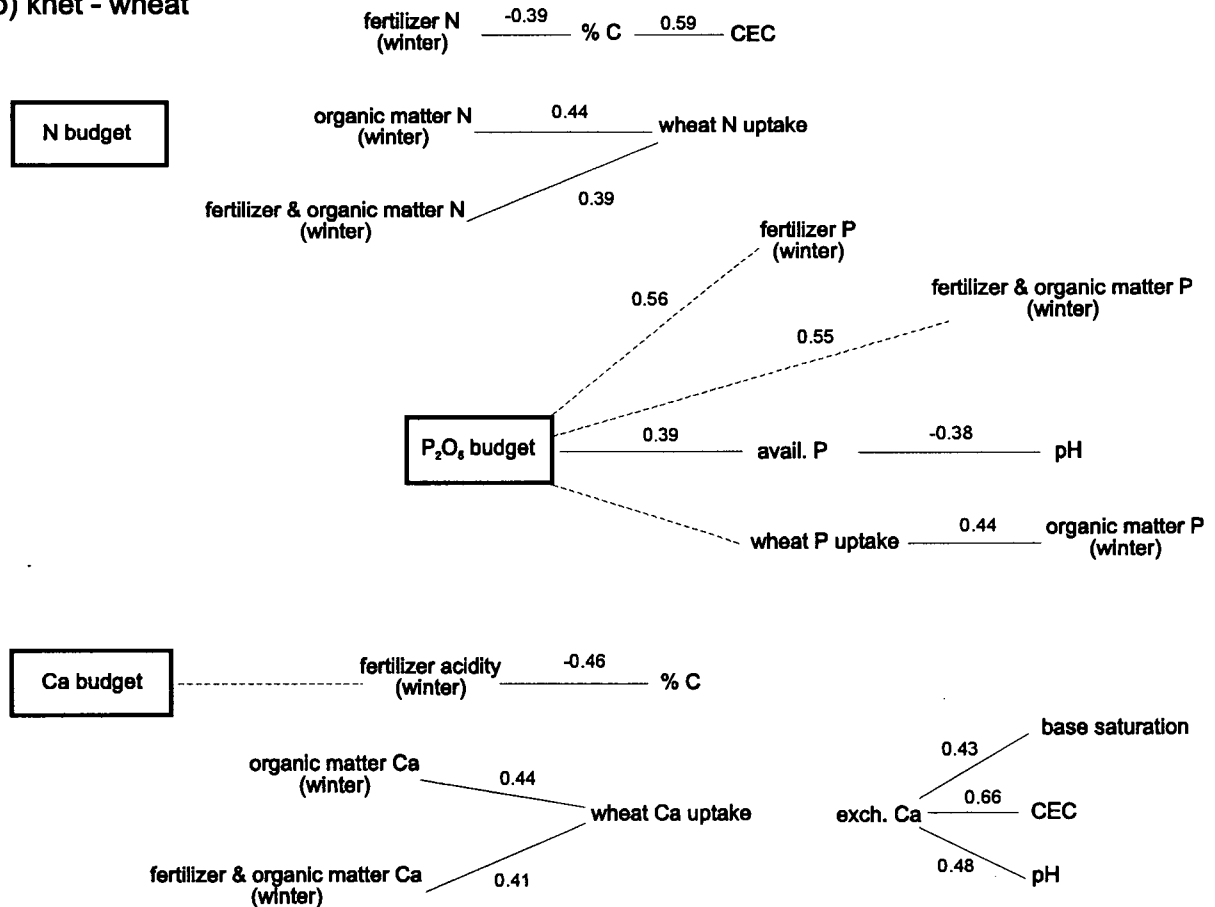 b) khet - wheat
fertilizer N
(winter)
-0.39
% C
0.59
CEC
N budget
organic matter N
(winter)
0.44
wheat N uptake
fertilizer & organic matter N
(winter)
0.39
fertilizer P
(winter)
0.56
fertilizer & organic matter P
(winter)
0.55
P₂O₅ budget
0.39
avail. P
-0.38
pH
wheat P uptake
0.44
organic matter P
(winter)
Ca budget
fertilizer acidity
(winter)
-0.46
% C
organic matter Ca
(winter)
0.44
wheat Ca uptake
fertilizer & organic matter Ca
(winter)
0.41
exch. Ca
0.43
base saturation
0.66
CEC
0.48
pH